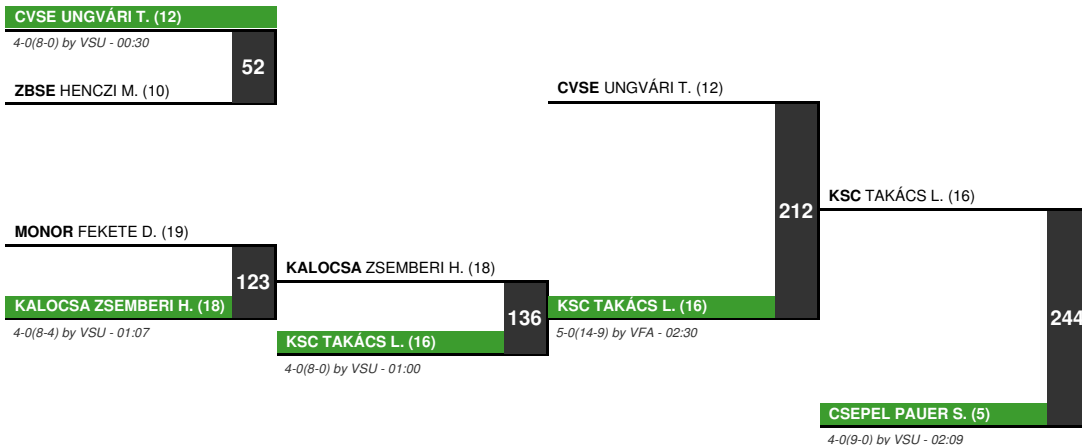 CVSE UNGVÁRI T. (12)
4-0(8-0) by VSU - 00:30
52
ZBSE HENCZI M. (10)
MONOR FEKETE D. (19)
123
KALOCSA ZSEMBERI H. (18)
4-0(8-4) by VSU - 01:07
KALOCSA ZSEMBERI H. (18)
136
KSC TAKÁCS L. (16)
4-0(8-0) by VSU - 01:00
CVSE UNGVÁRI T. (12)
212
KSC TAKÁCS L. (16)
5-0(14-9) by VFA - 02:30
KSC TAKÁCS L. (16)
244
CSEPEL PAUER S. (5)
4-0(9-0) by VSU - 02:09